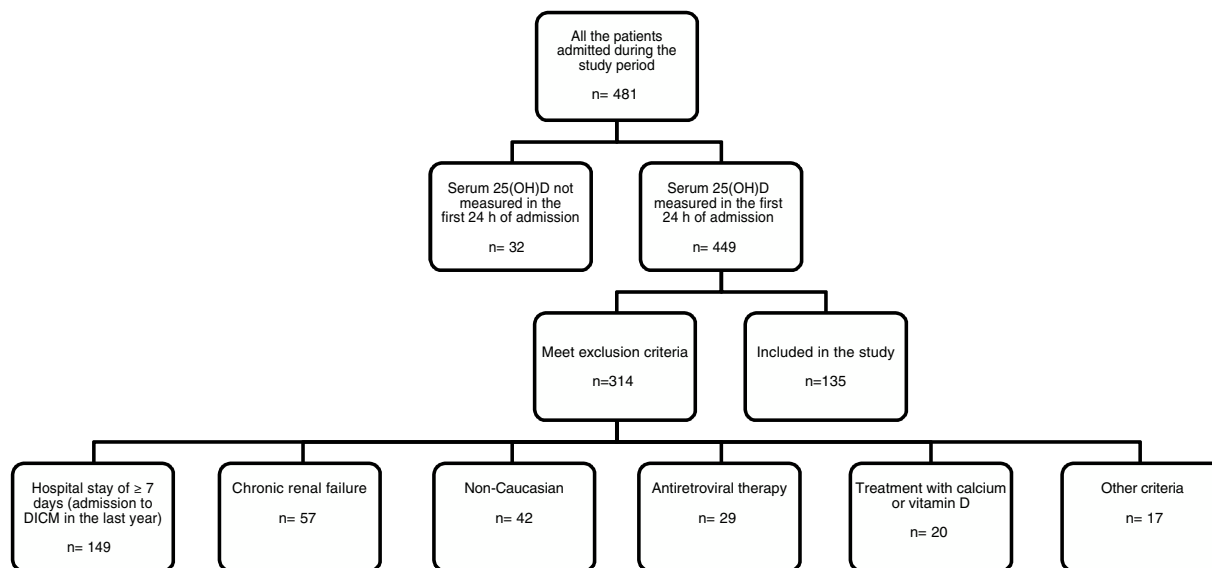 All the patients
admitted during the
study period
n= 481
Serum 25(OH)D not
measured in the
first 24 h of admission
n= 32
Serum 25(OH)D
measured in the first
24 h of admission
n= 449
Meet exclusion criteria
n=314
Included in the study
n=135
Hospital stay of ≥ 7
days (admission to
DICM in the last year)
n= 149
Chronic renal failure
n= 57
Non-Caucasian
n= 42
Antiretroviral therapy
n= 29
Treatment with calcium
or vitamin D
n= 20
Other criteria
n= 17